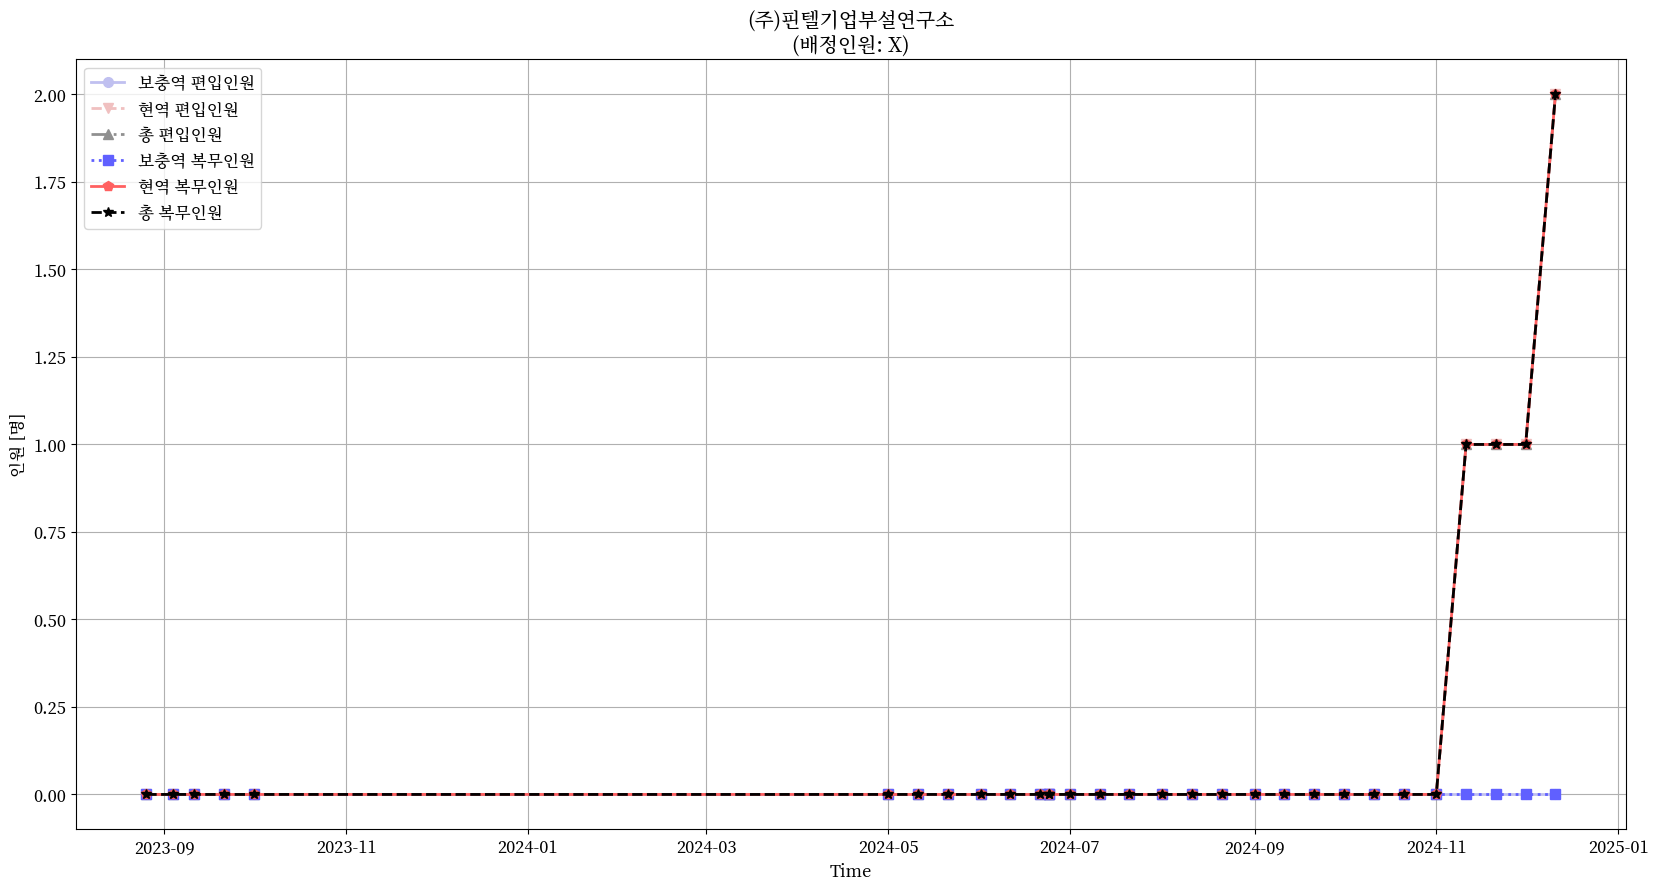 (주)핀텔기업부설연구소
(배정인원: X)
보충역 편입인원
현역 편입인원
총 편입인원
보충역 복무인원
현역 복무인원
총 복무인원
인원 [명]
2.00
1.75
1.50
1.25
1.00
0.75
0.50
0.25
0.00
2023-09
2023-11
2024-01
2024-03
2024-05
2024-07
2024-09
2024-11
2025-01
Time